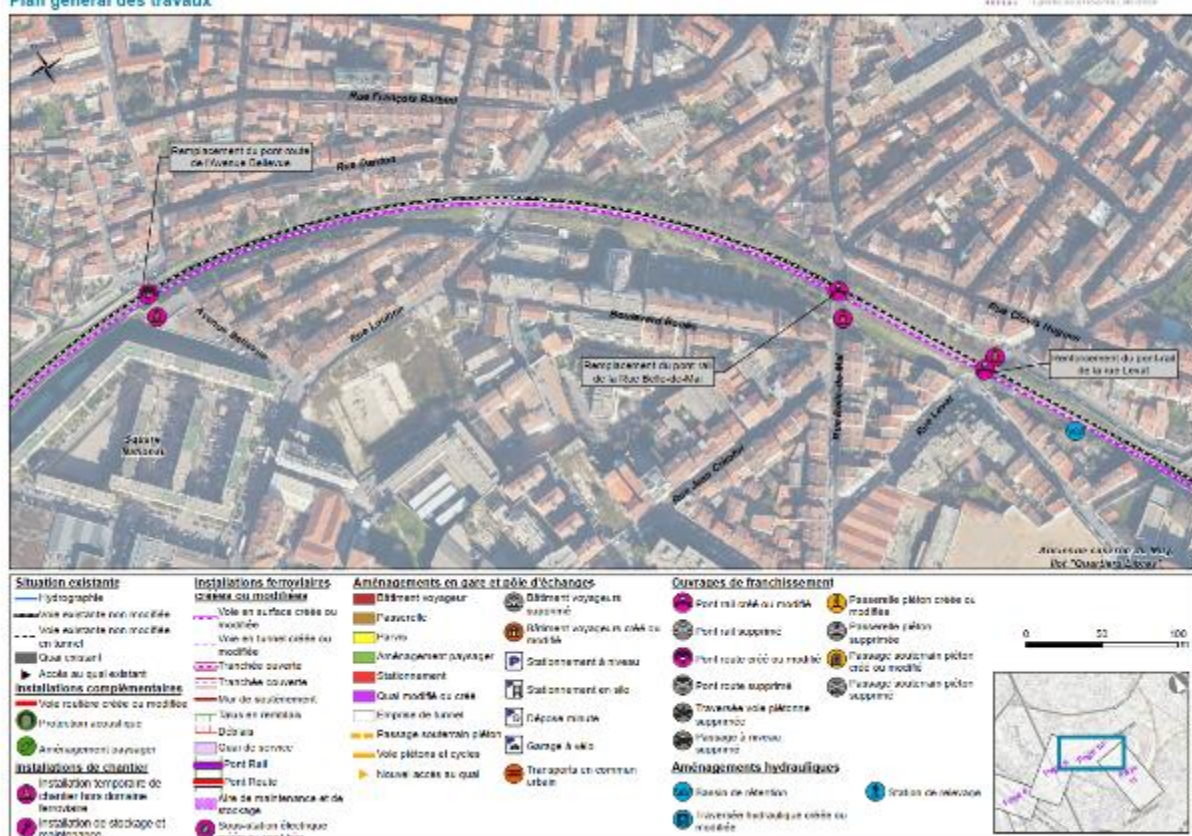 Plan général des travaux
Rue François Barbini
Remplacement du pont-route
de l'Avenue Bellevue
Rue Loubon
Avenue Bellevue
Boulevard Boues
Rue Clovis Hugues
Remplacement du pont-rail
de la Rue Belle-de-Mai
Renforcement du pont-rail
de la rue Levat
Rue Belle-de-Mai
Rue Levat
Square
National
Rue Jean Cristofol
Ancienne caserne du Muy,
Ilot "Quartiers Libres"
Situation existante
Hydrographie
Voie existante non modifiée
Voie existante non modifiée
en tunnel
Quai existant
Accès au quai existant
Installations complémentaires
Voie routière créée ou modifiée
Protection acoustique
Aménagement paysager
Installations de chantier
Installation temporaire de
chantier hors domaine
ferroviaire
Installation de stockage et
maintenance
Installations ferroviaires
créées ou modifiées
Voie en surface créée ou
modifiée
Voie en tunnel créée ou
modifiée
Tranchée ouverte
Tranchée couverte
Mur de soutènement
Talus en remblais
Déblais
Quai de service
Pont Rail
Pont Route
Aire de maintenance et de
stockage
Sous-station électrique
Aménagements en gare et pôle d'échanges
Bâtiment voyageur
Passerelle
Parvis
Aménagement paysager
Stationnement
Quai modifié ou créé
Emprise de tunnel
Passage souterrain piéton
Voie piétons et cycles
Nouvel accès au quai
Bâtiment voyageurs
supprimé
Bâtiment voyageurs créé ou
modifié
P Stationnement à niveau
Stationnement en silo
Dépose minute
Garage à vélo
Transports en commun
urbain
Ouvrages de franchissement
Pont rail créé ou modifié
Pont rail supprimé
Pont route créé ou modifié
Pont route supprimé
Traversée voie piétonne
supprimée
Passage à niveau
supprimé
Passerelle piéton créée ou
modifiée
Passerelle piéton
supprimée
Passage souterrain piéton
créé ou modifié
Passage souterrain piéton
supprimé
Aménagements hydrauliques
Bassin de rétention
Station de relevage
Traversée hydraulique créée ou
modifiée
0 50 100
m